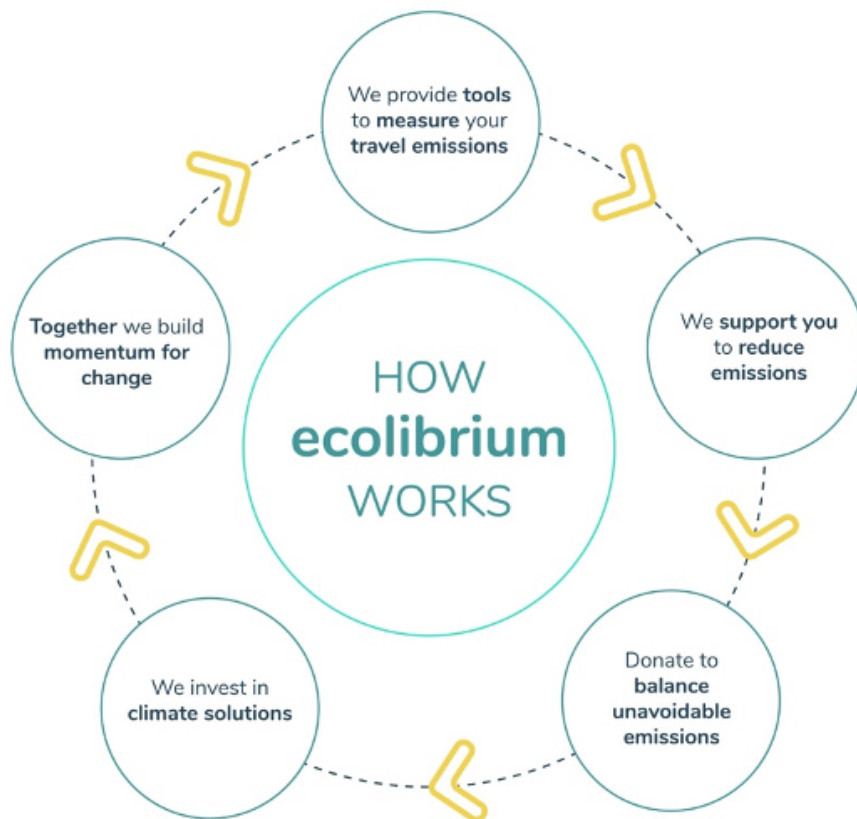 HOW
ecolibrium
WORKS
We provide tools
to measure your
travel emissions
We support you
to reduce
emissions
Donate to
balance
unavoidable
emissions
We invest in
climate solutions
Together we build
momentum for
change